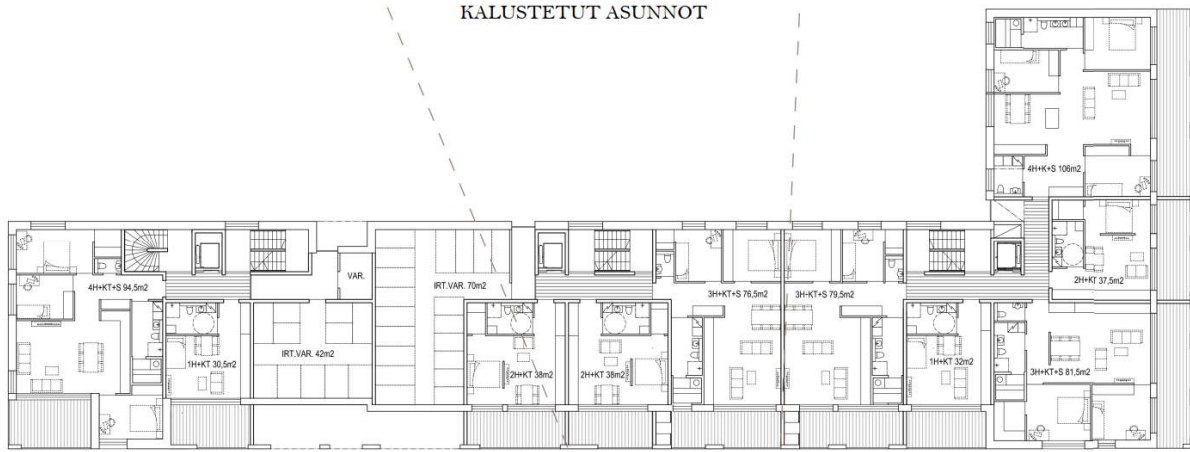 KALUSTETUT ASUNNOT
4H+K+S 106m2
2H+KT 37,5m2
4H+KT+S 94,5m2
VAR.
IRT.VAR. 70m2
3H+KT+S 76,5m2
3H+KT+S 79,5m2
1H+KT 30,5m2
IRT.VAR. 42m2
2H+KT 38m2
2H+KT 38m2
1H+KT 32m2
3H+KT+S 81,5m2